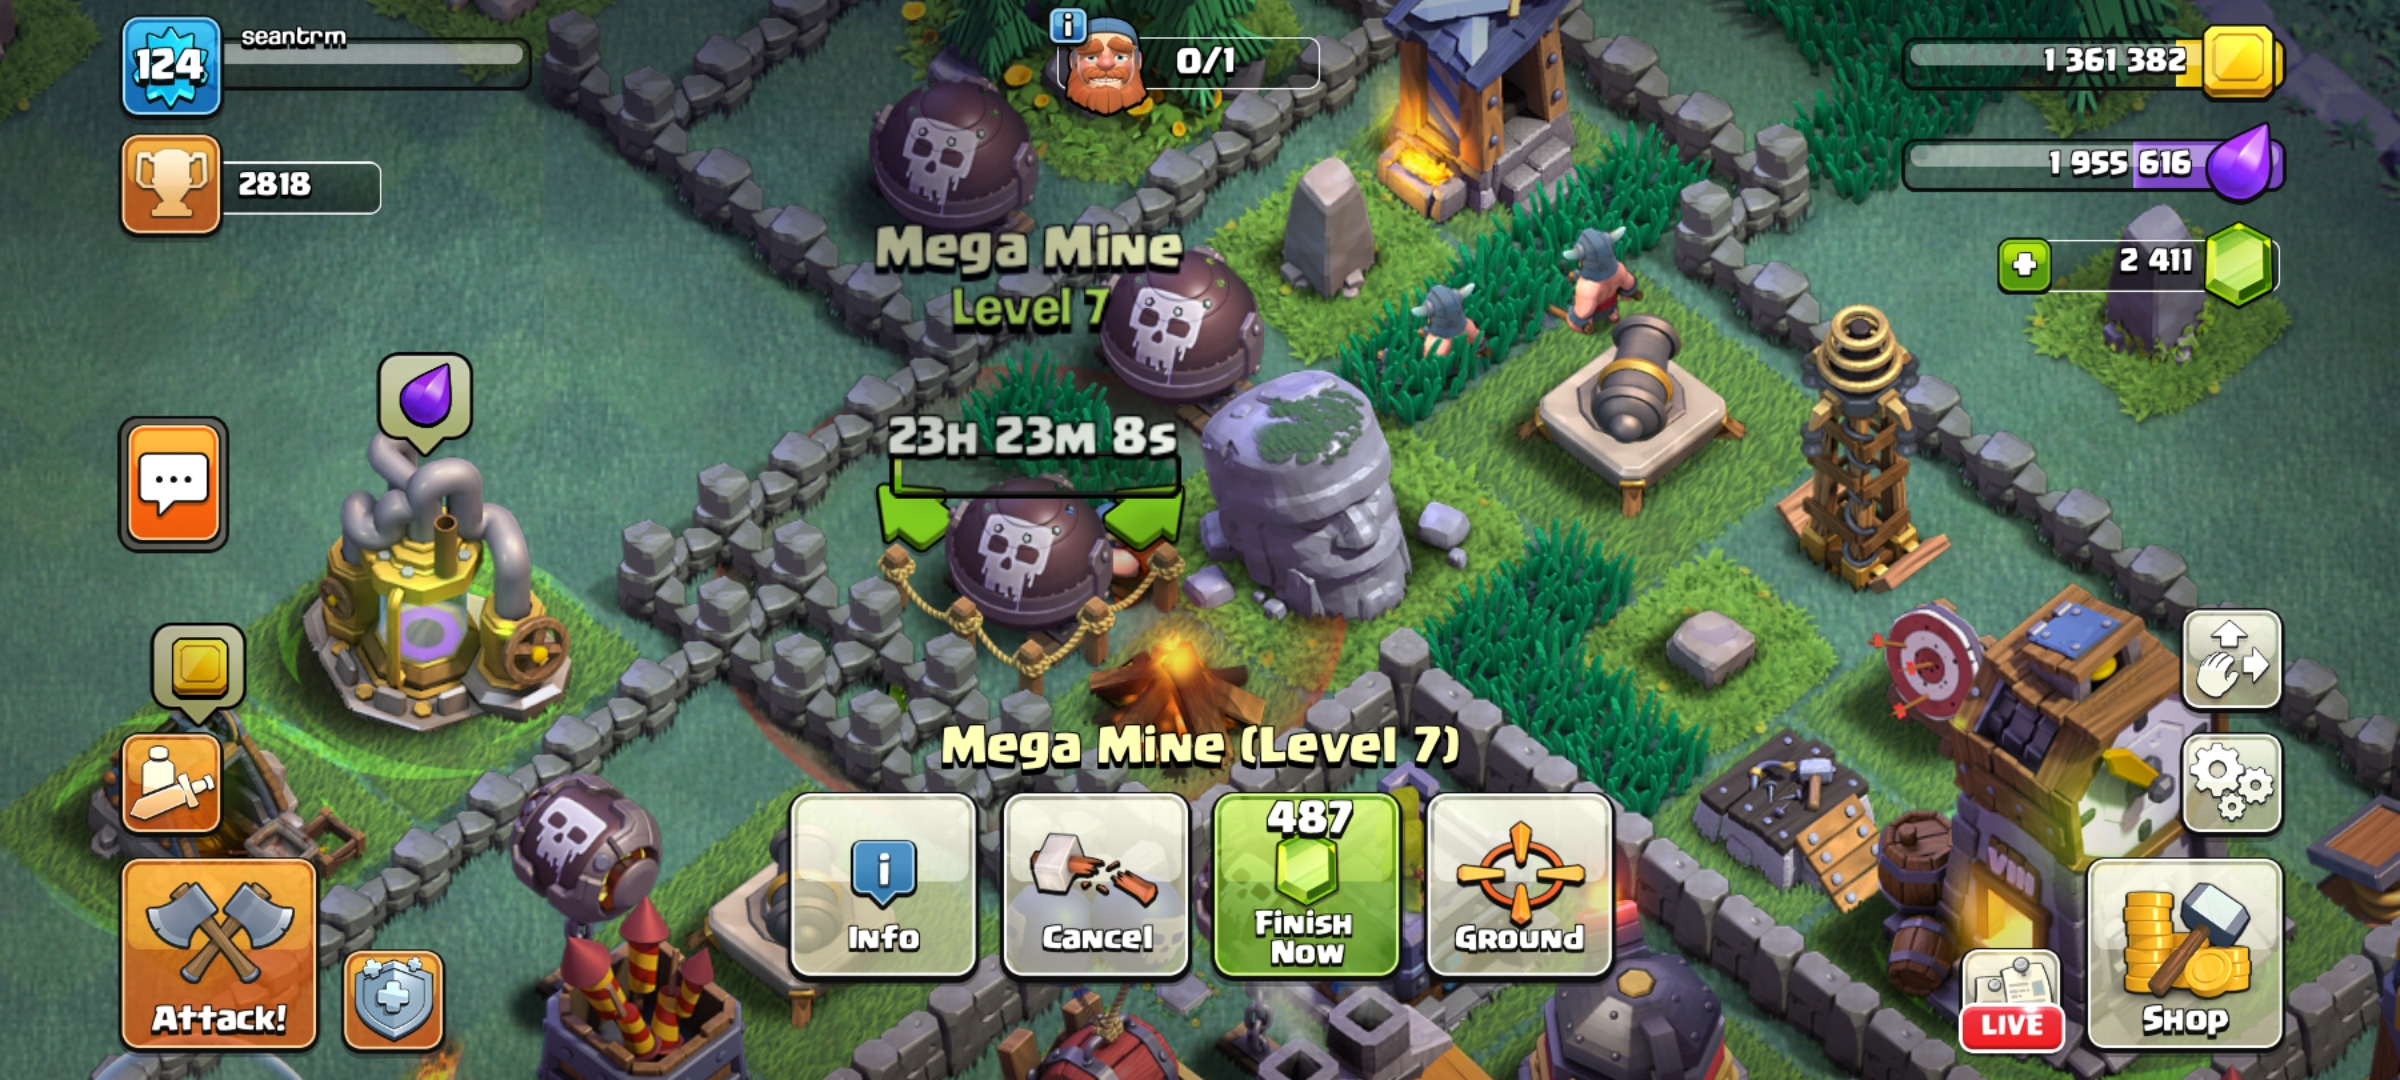 124
seantrm
0/1
1 361 382
2818
1 955 616
2 411
Mega Mine
Level 7
23H 23M 8S
Mega Mine (Level 7)
Info
Cancel
487
Finish
Now
Ground
VIII
Attack!
LIVE
Shop